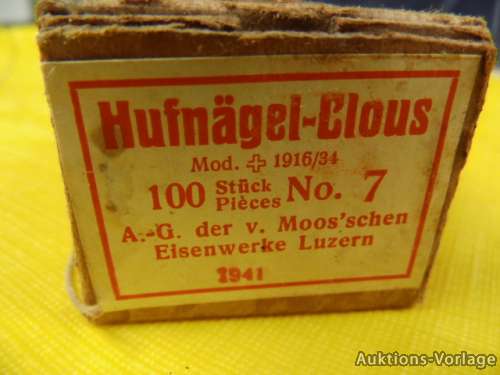 Hufnägel-Clous
Mod. ✚ 1916/34
100 Stück Pièces No. 7
A.-G. der v. Moos'schen
Eisenwerke Luzern
1941
Auktions-Vorlage